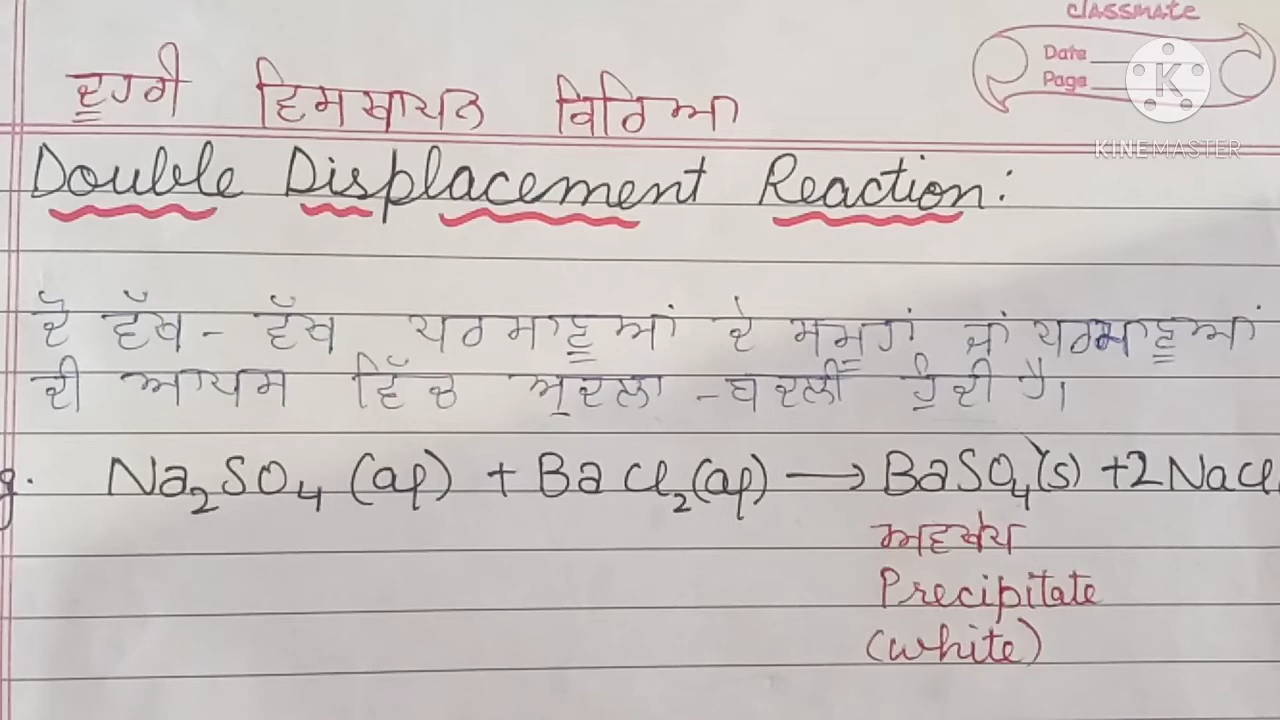 classmate
Date
Page
KINEMASTER
ਦੂਹਰੀ ਵਿਸਥਾਪਨ ਕਿਰਿਆ
Double Displacement Reaction:
ਦੋ ਵੱਖ-ਵੱਖ ਪਰਮਾਣੂਆਂ ਦੇ ਸਮੂਹਾਂ ਜਾਂ ਪਰਮਾਣੂਆਂ
ਦੀ ਆਪਸ ਵਿੱਚ ਅਦਲਾ-ਬਦਲੀ ਹੁੰਦੀ ਹੈ।
g. Na₂SO₄ (aq) + BaCl₂ (aq) → BaSO₄ (s) + 2NaCl
ਅਵਖੇਪ
Precipitate
(white)